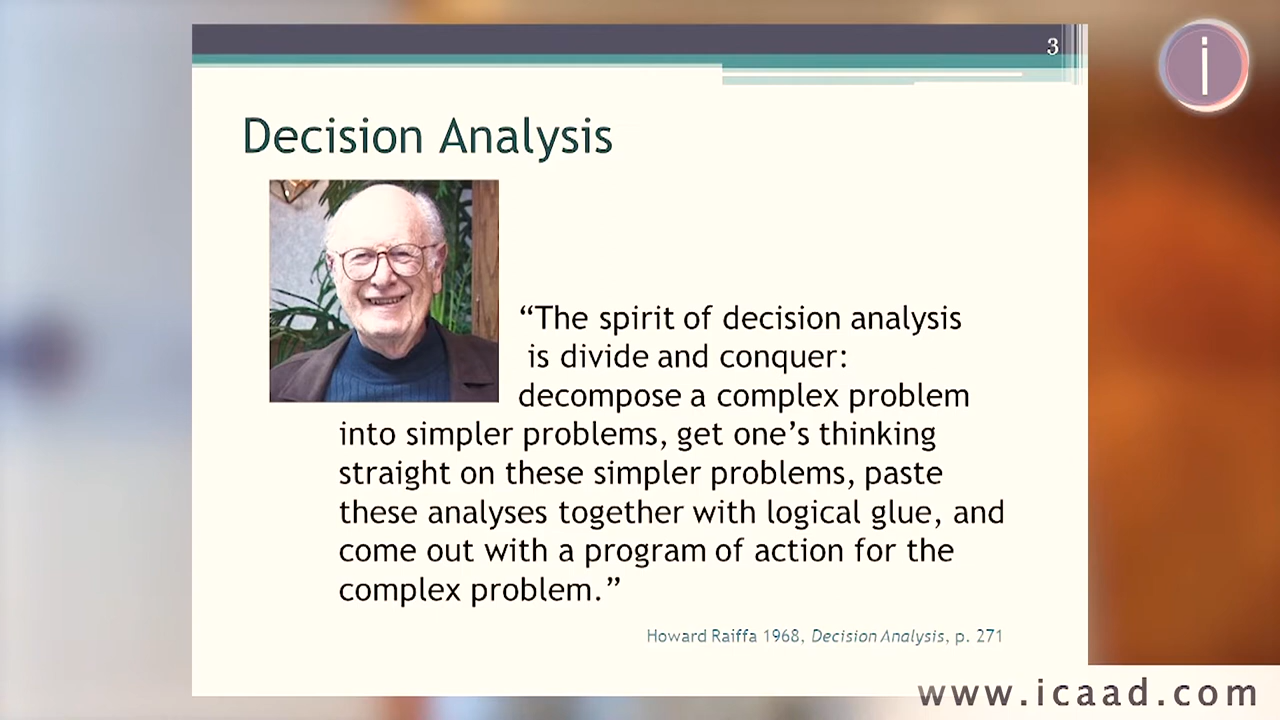 3
i
Decision Analysis
“The spirit of decision analysis
is divide and conquer:
decompose a complex problem
into simpler problems, get one’s thinking
straight on these simpler problems, paste
these analyses together with logical glue, and
come out with a program of action for the
complex problem.”
Howard Raiffa 1968, Decision Analysis, p. 271
www.icaad.com